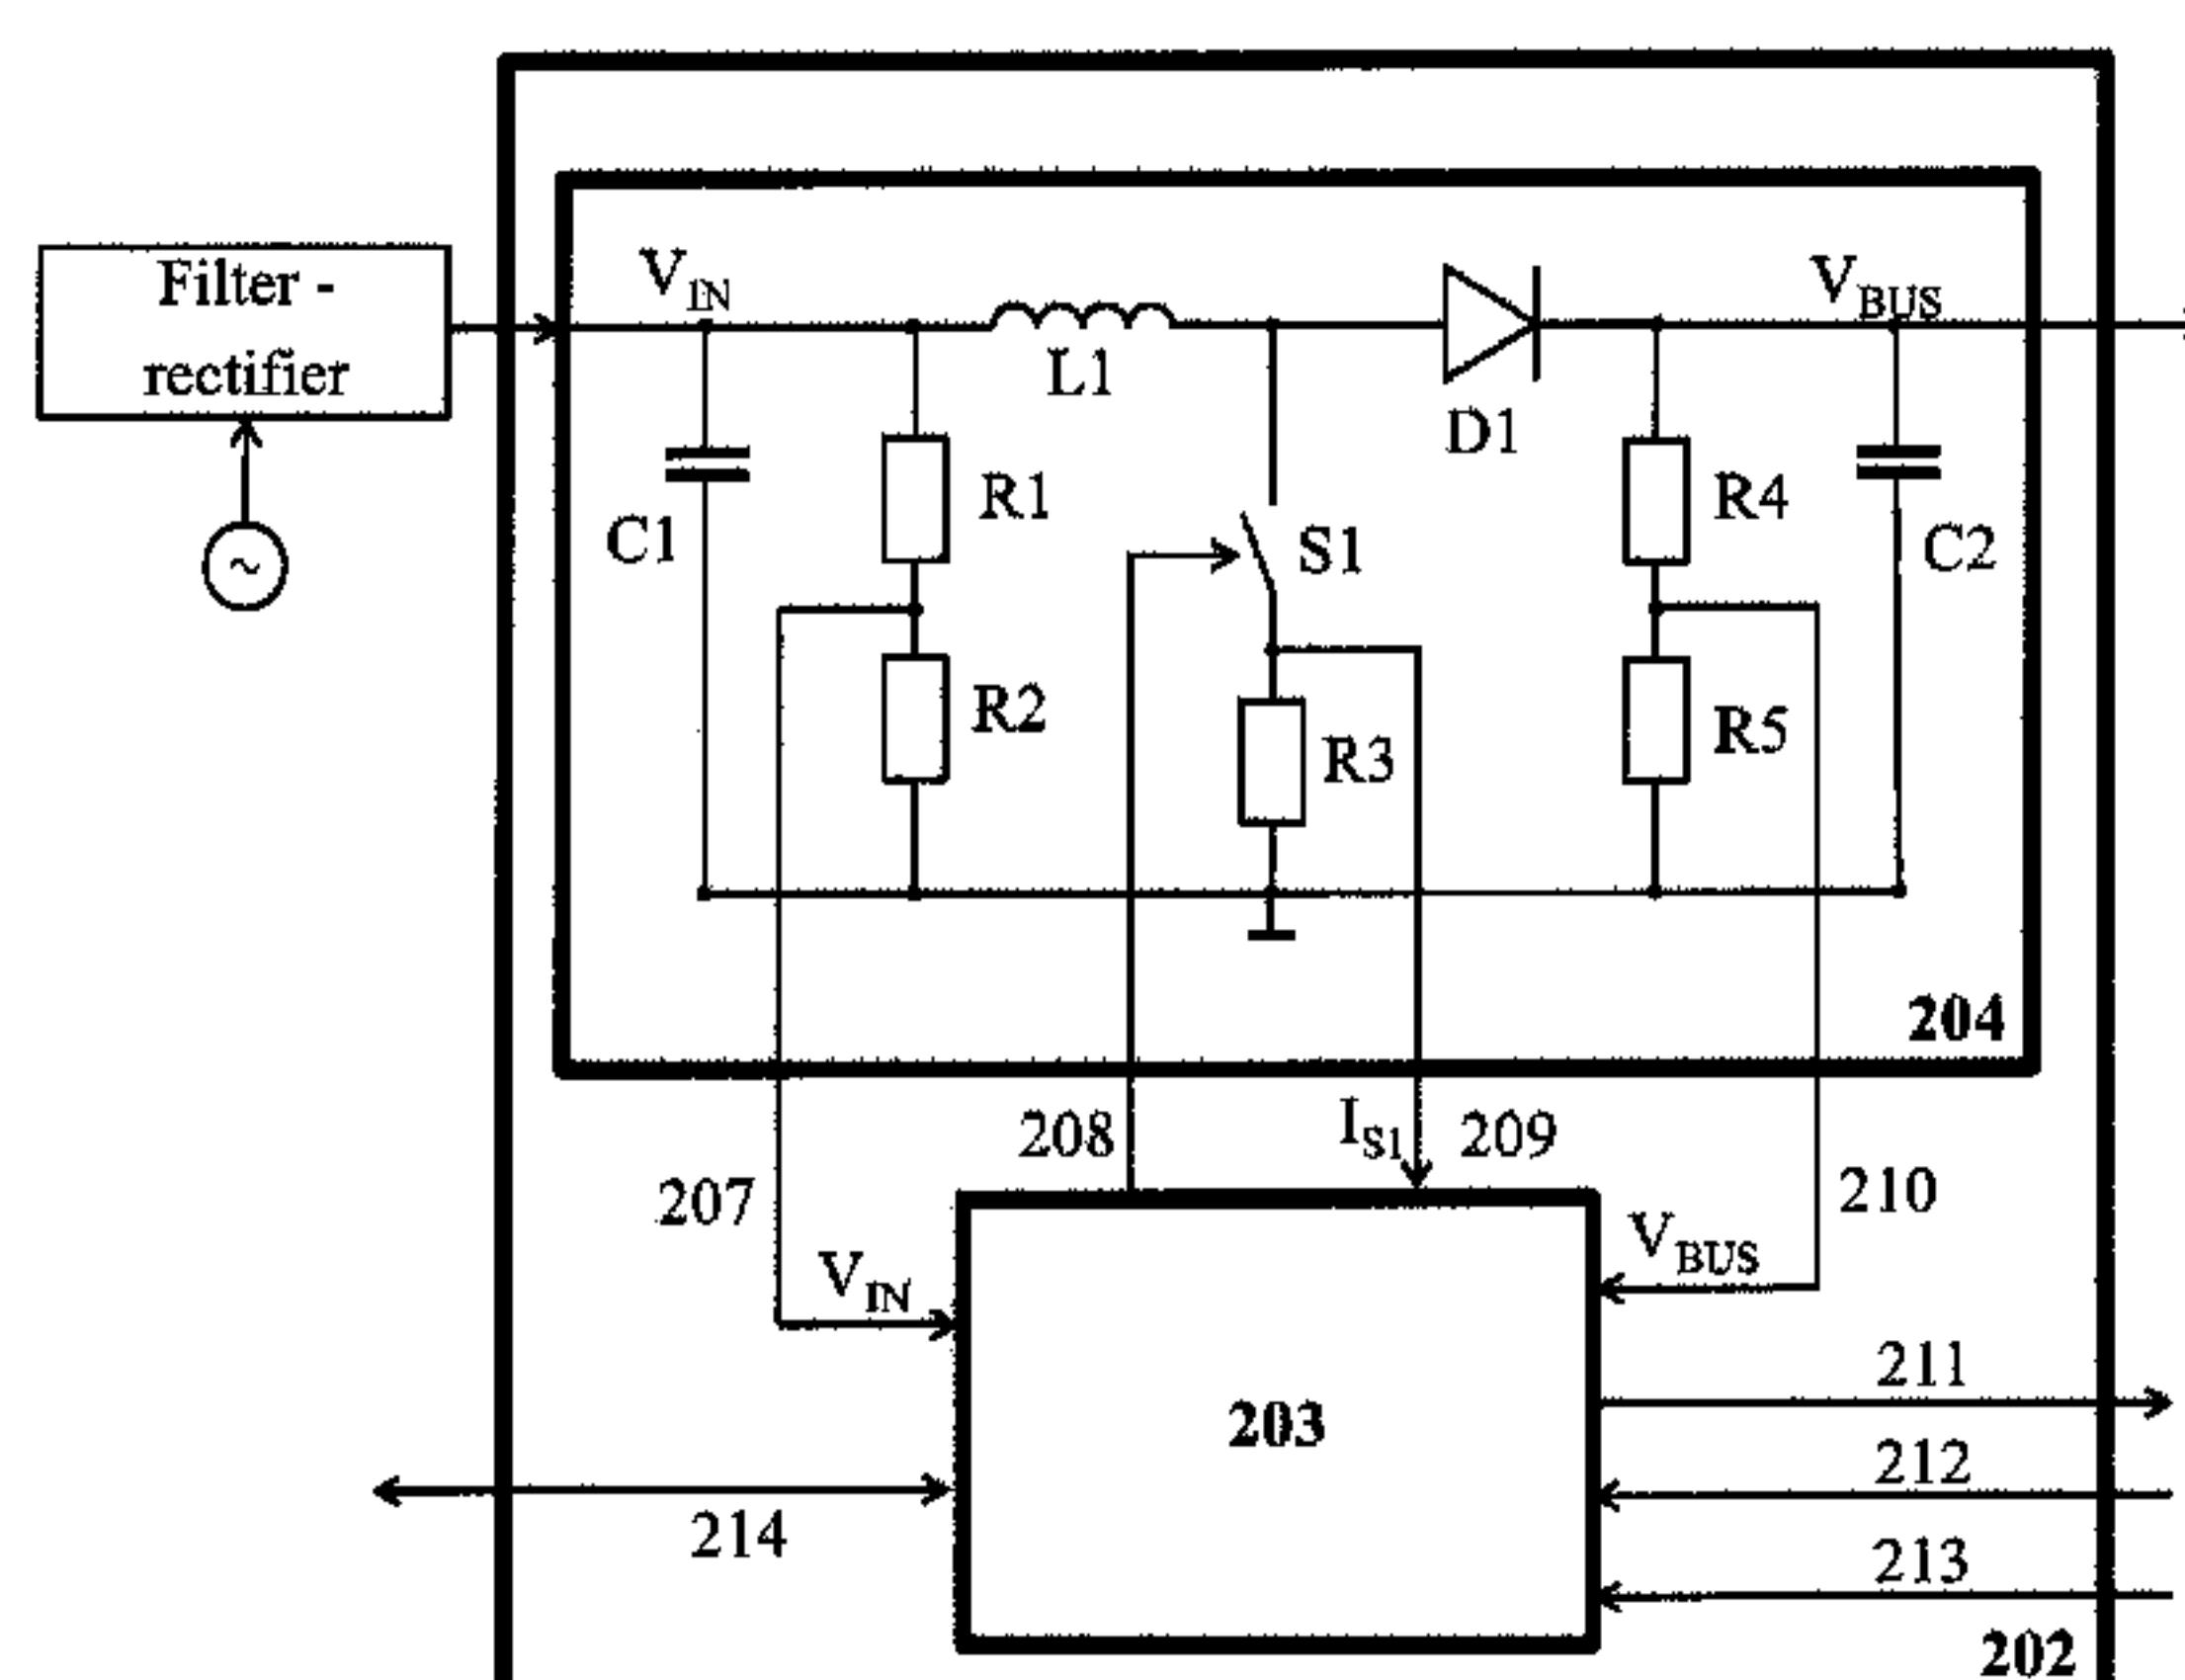 Filter -
rectifier
~
V_IN
L1
D1
V_BUS
C1
R1
S1
R4
C2
R2
R3
R5
204
208
I_S1
209
207
210
V_IN
V_BUS
203
211
212
213
214
202